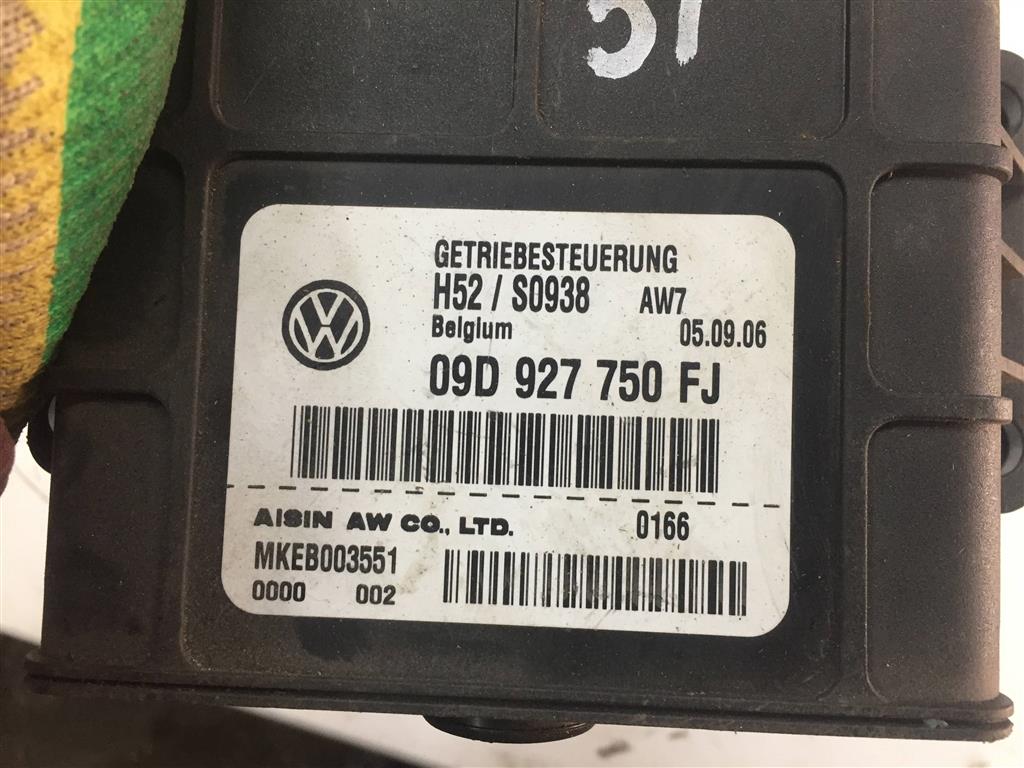 51
GETRIEBESTEUERUNG
H52 / S0938 AW7
Belgium 05.09.06
09D 927 750 FJ
AISIN AW CO., LTD. 0166
MKEB003551
0000 002